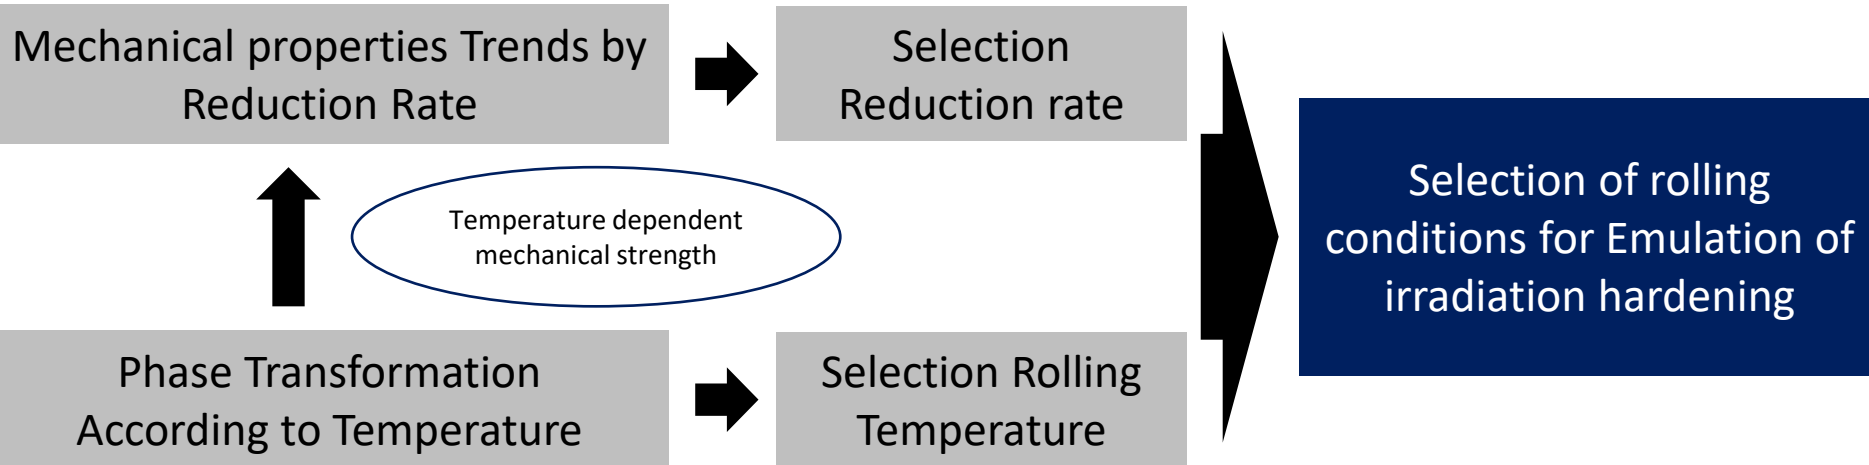 Mechanical properties Trends by
Reduction Rate
Selection
Reduction rate
Temperature dependent
mechanical strength
Phase Transformation
According to Temperature
Selection Rolling
Temperature
Selection of rolling
conditions for Emulation of
irradiation hardening